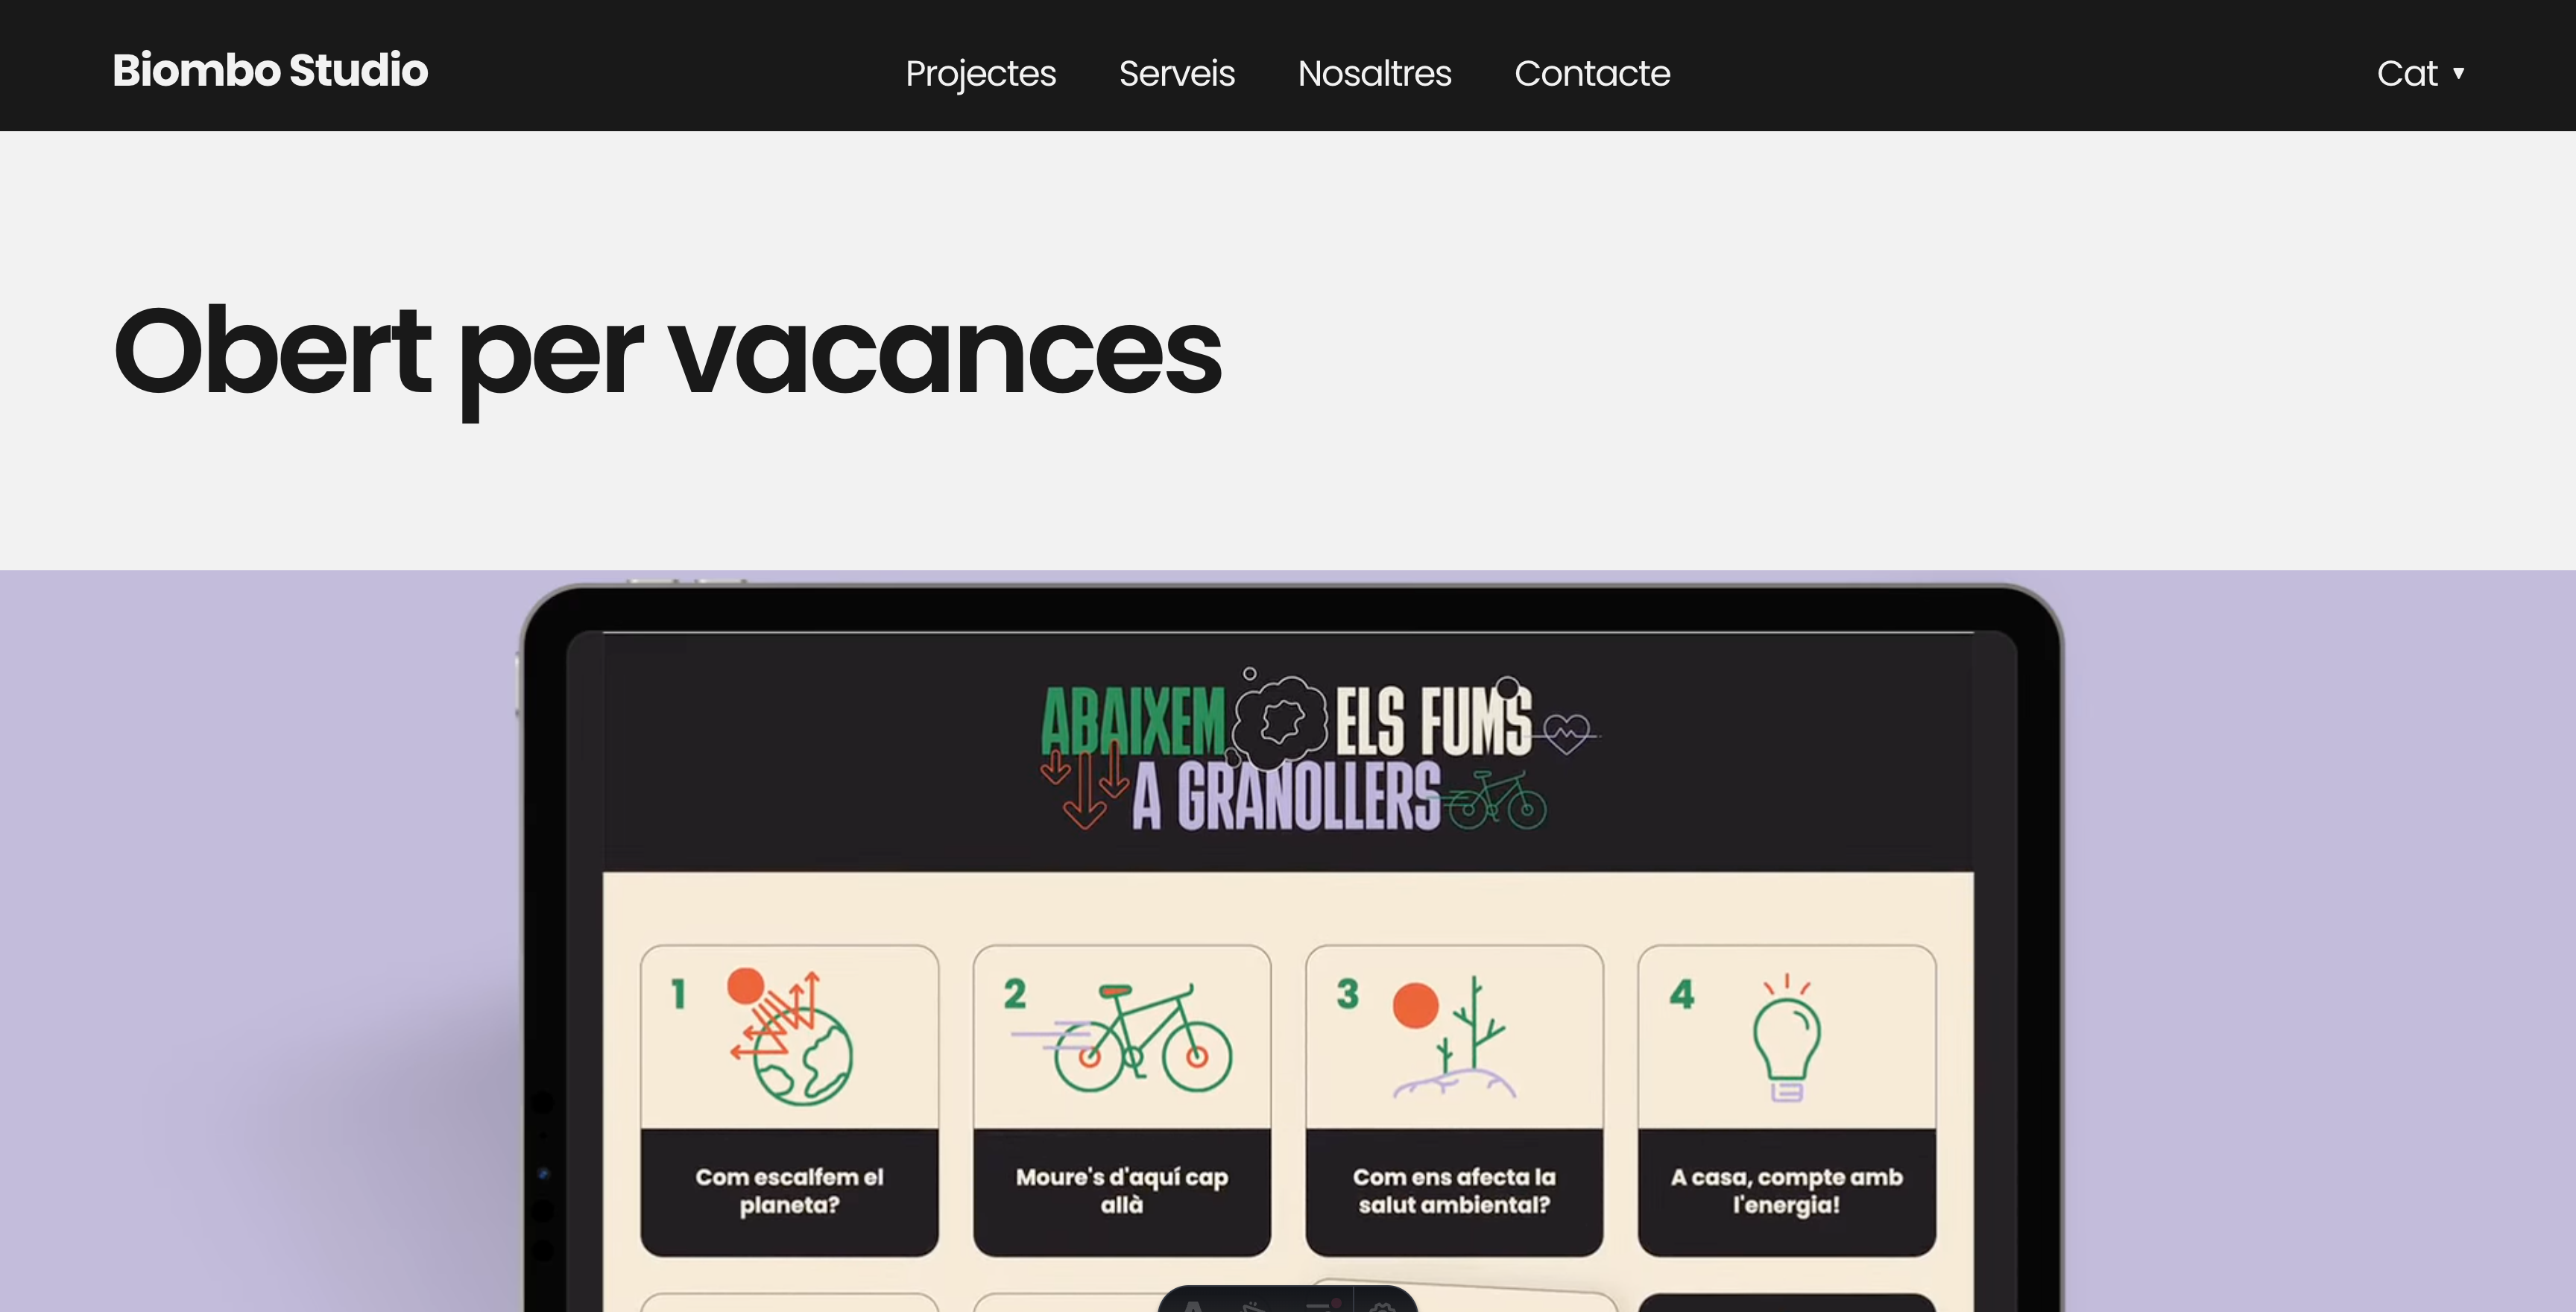 Biombo Studio
Projectes
Serveis
Nosaltres
Contacte
Cat ▼
Obert per vacances
ABAIXEM ELS FUMS
A GRANOLLERS
1
2
3
4
Com escalfem el
planeta?
Moure's d'aquí cap
allà
Com ens afecta la
salut ambiental?
A casa, compte amb
l'energia!